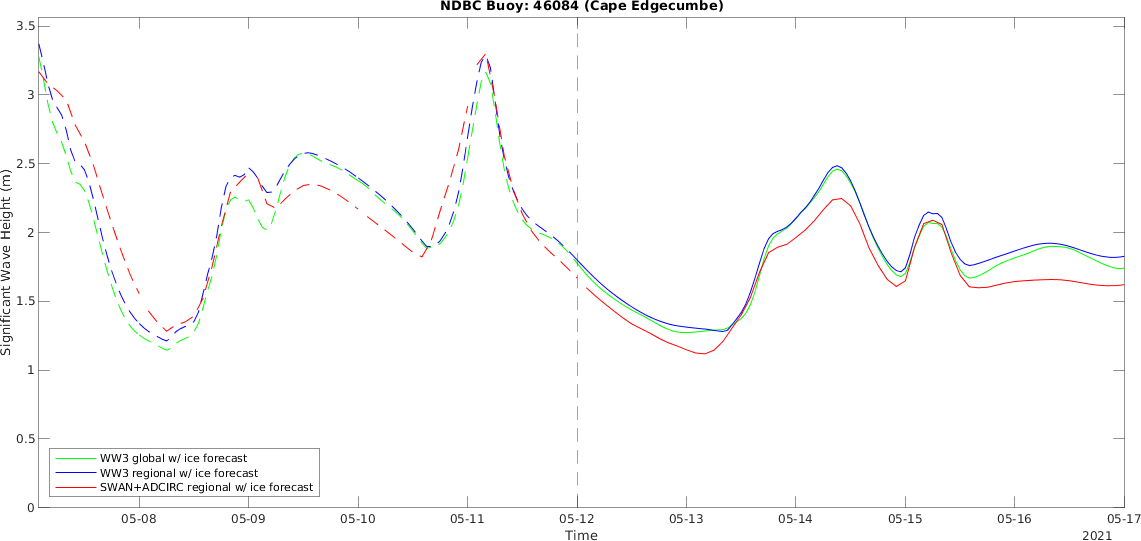 NDBC Buoy: 46084 (Cape Edgecumbe)
3.5
3
2.5
2
1.5
1
0.5
0
Significant Wave Height (m)
WW3 global w/ ice forecast
WW3 regional w/ ice forecast
SWAN+ADCIRC regional w/ ice forecast
05-08 05-09 05-10 05-11 05-12 05-13 05-14 05-15 05-16 05-17
Time
2021